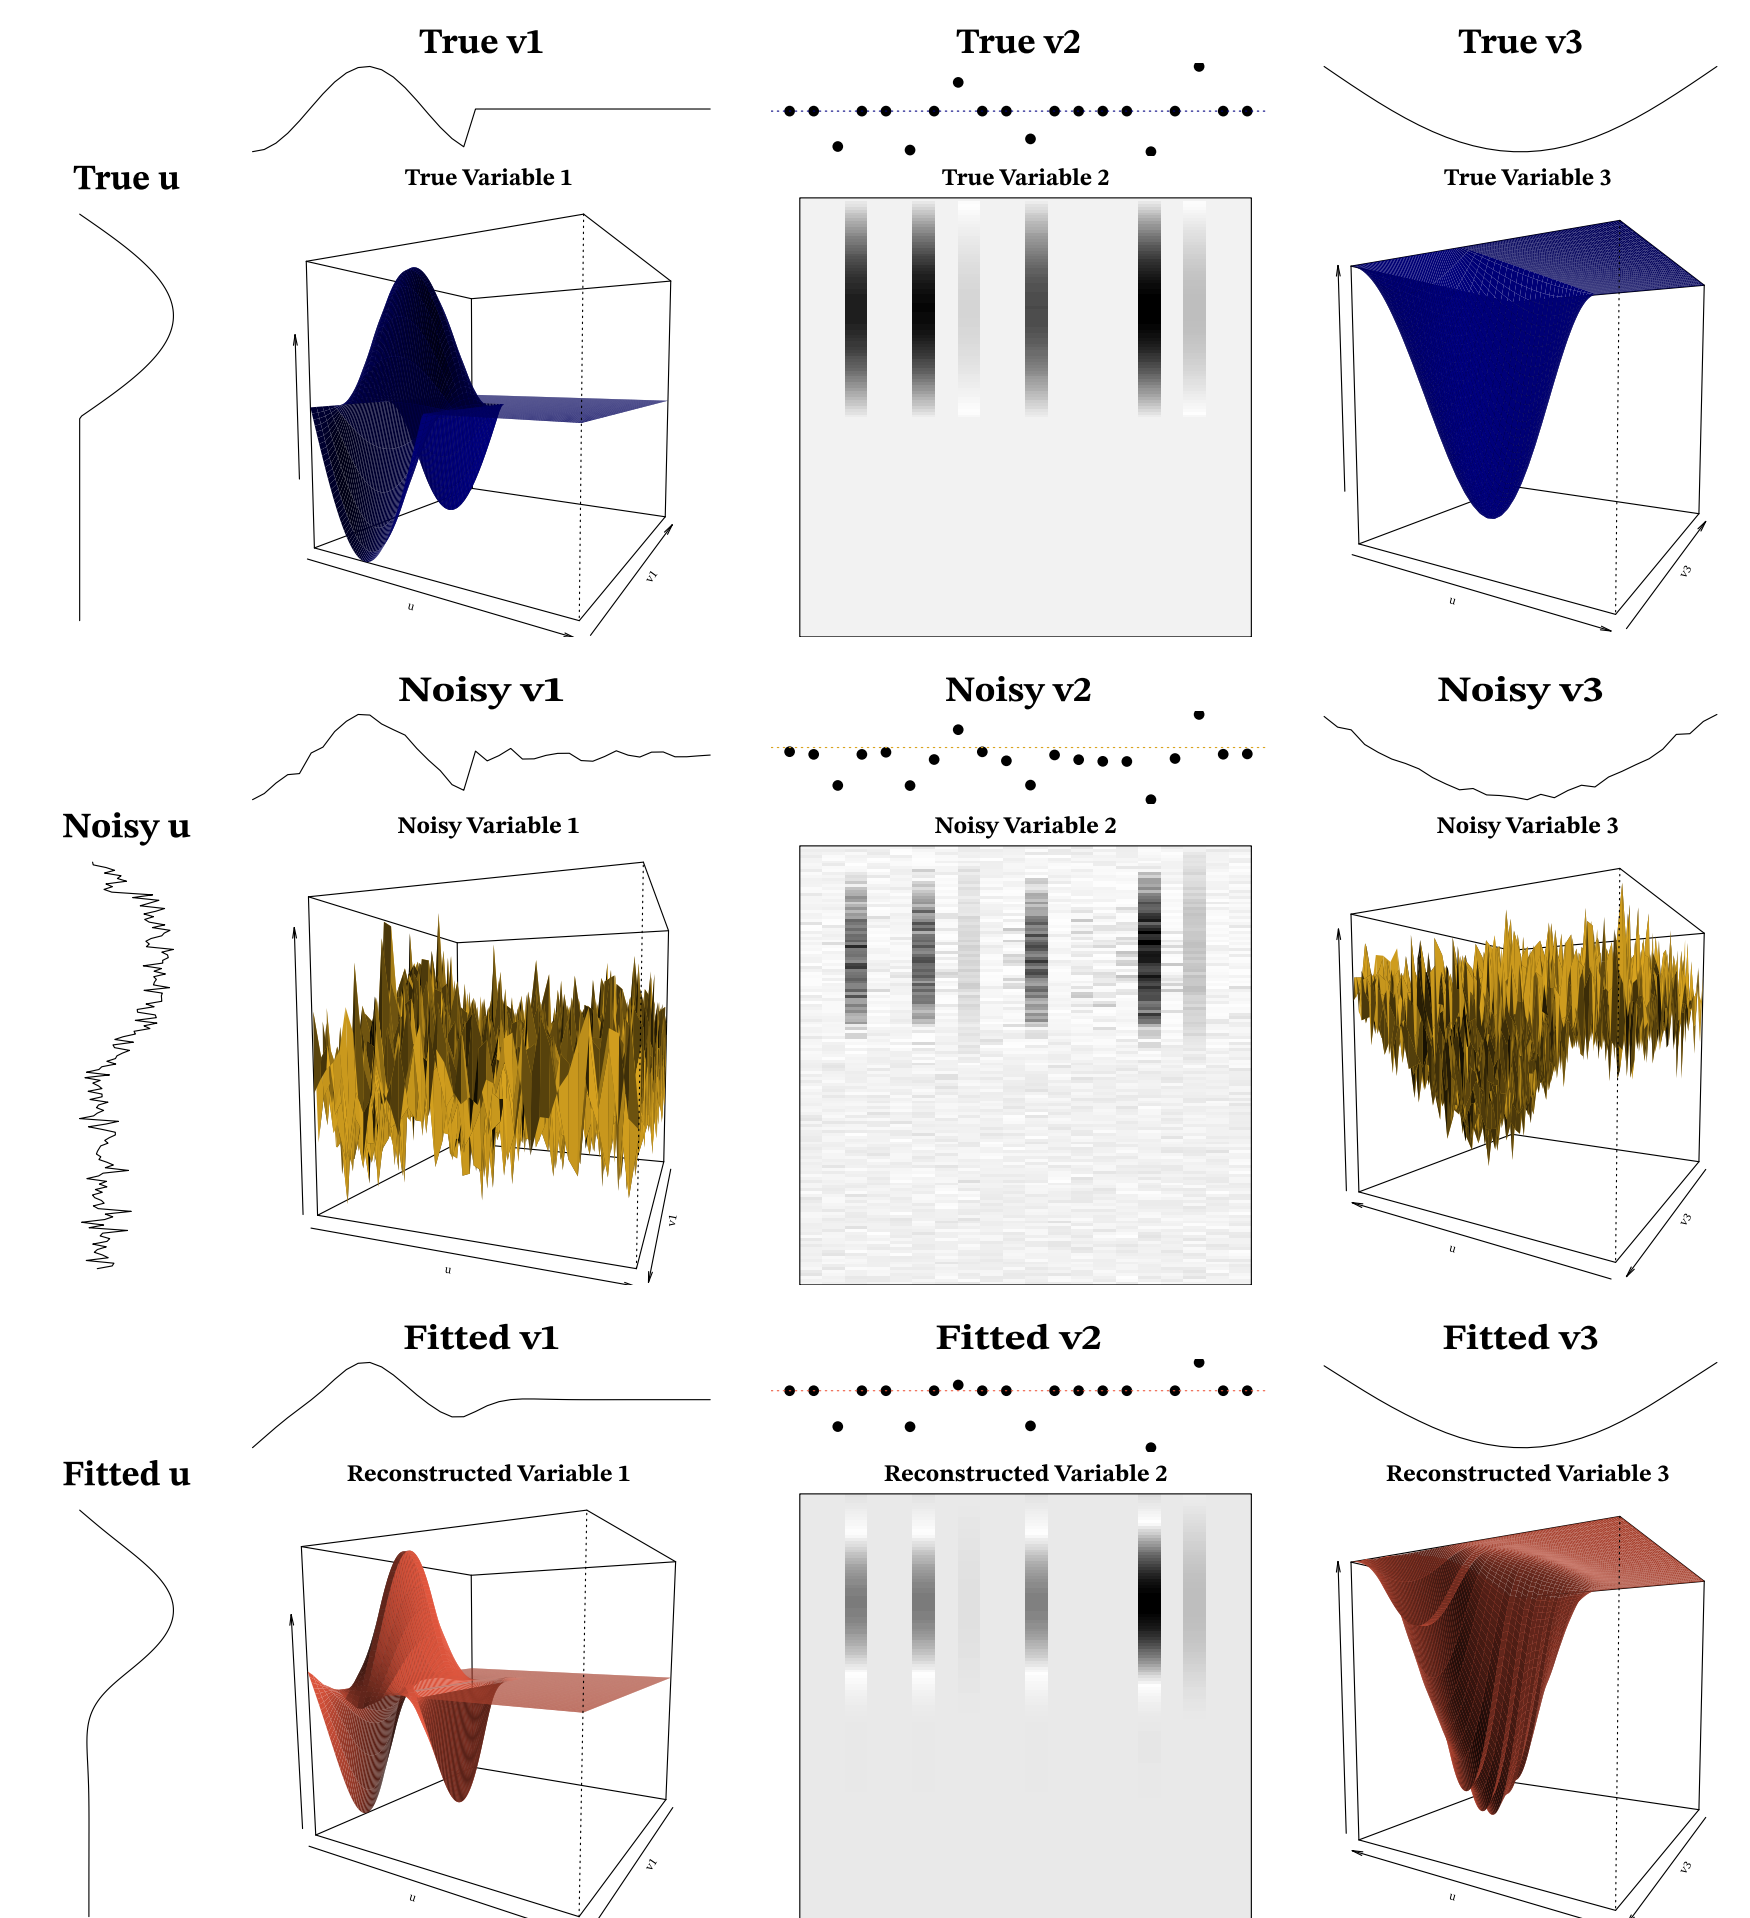 True v1
True v2
True v3
True u
True Variable 1
True Variable 2
True Variable 3
u
v1
u
v3
Noisy v1
Noisy v2
Noisy v3
Noisy u
Noisy Variable 1
Noisy Variable 2
Noisy Variable 3
u
v1
u
v3
Fitted v1
Fitted v2
Fitted v3
Fitted u
Reconstructed Variable 1
Reconstructed Variable 2
Reconstructed Variable 3
u
v1
u
v3